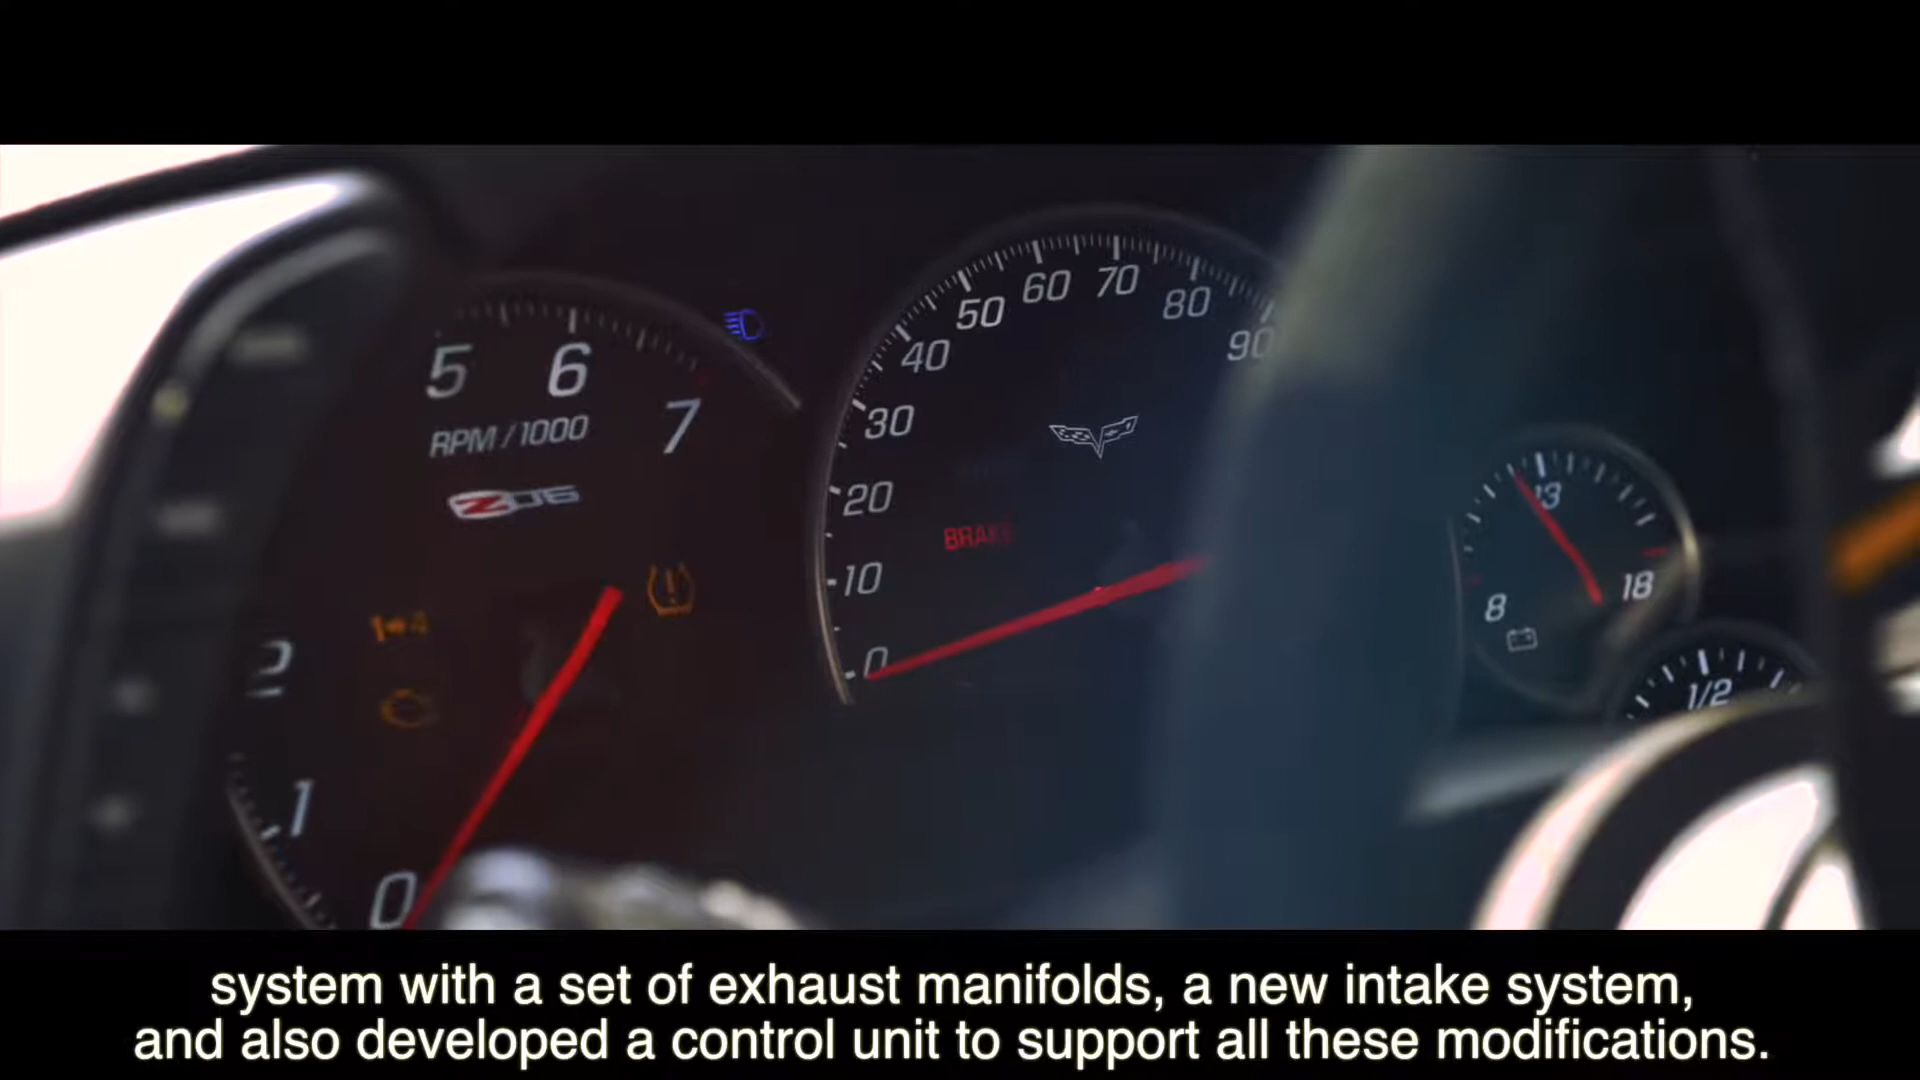 5 6 7
RPM/1000
Z06
1➔4
2
1
0
0 10 20 30 40 50 60 70 80 90
BRAKE
8 13 18
1/2
system with a set of exhaust manifolds, a new intake system,
and also developed a control unit to support all these modifications.